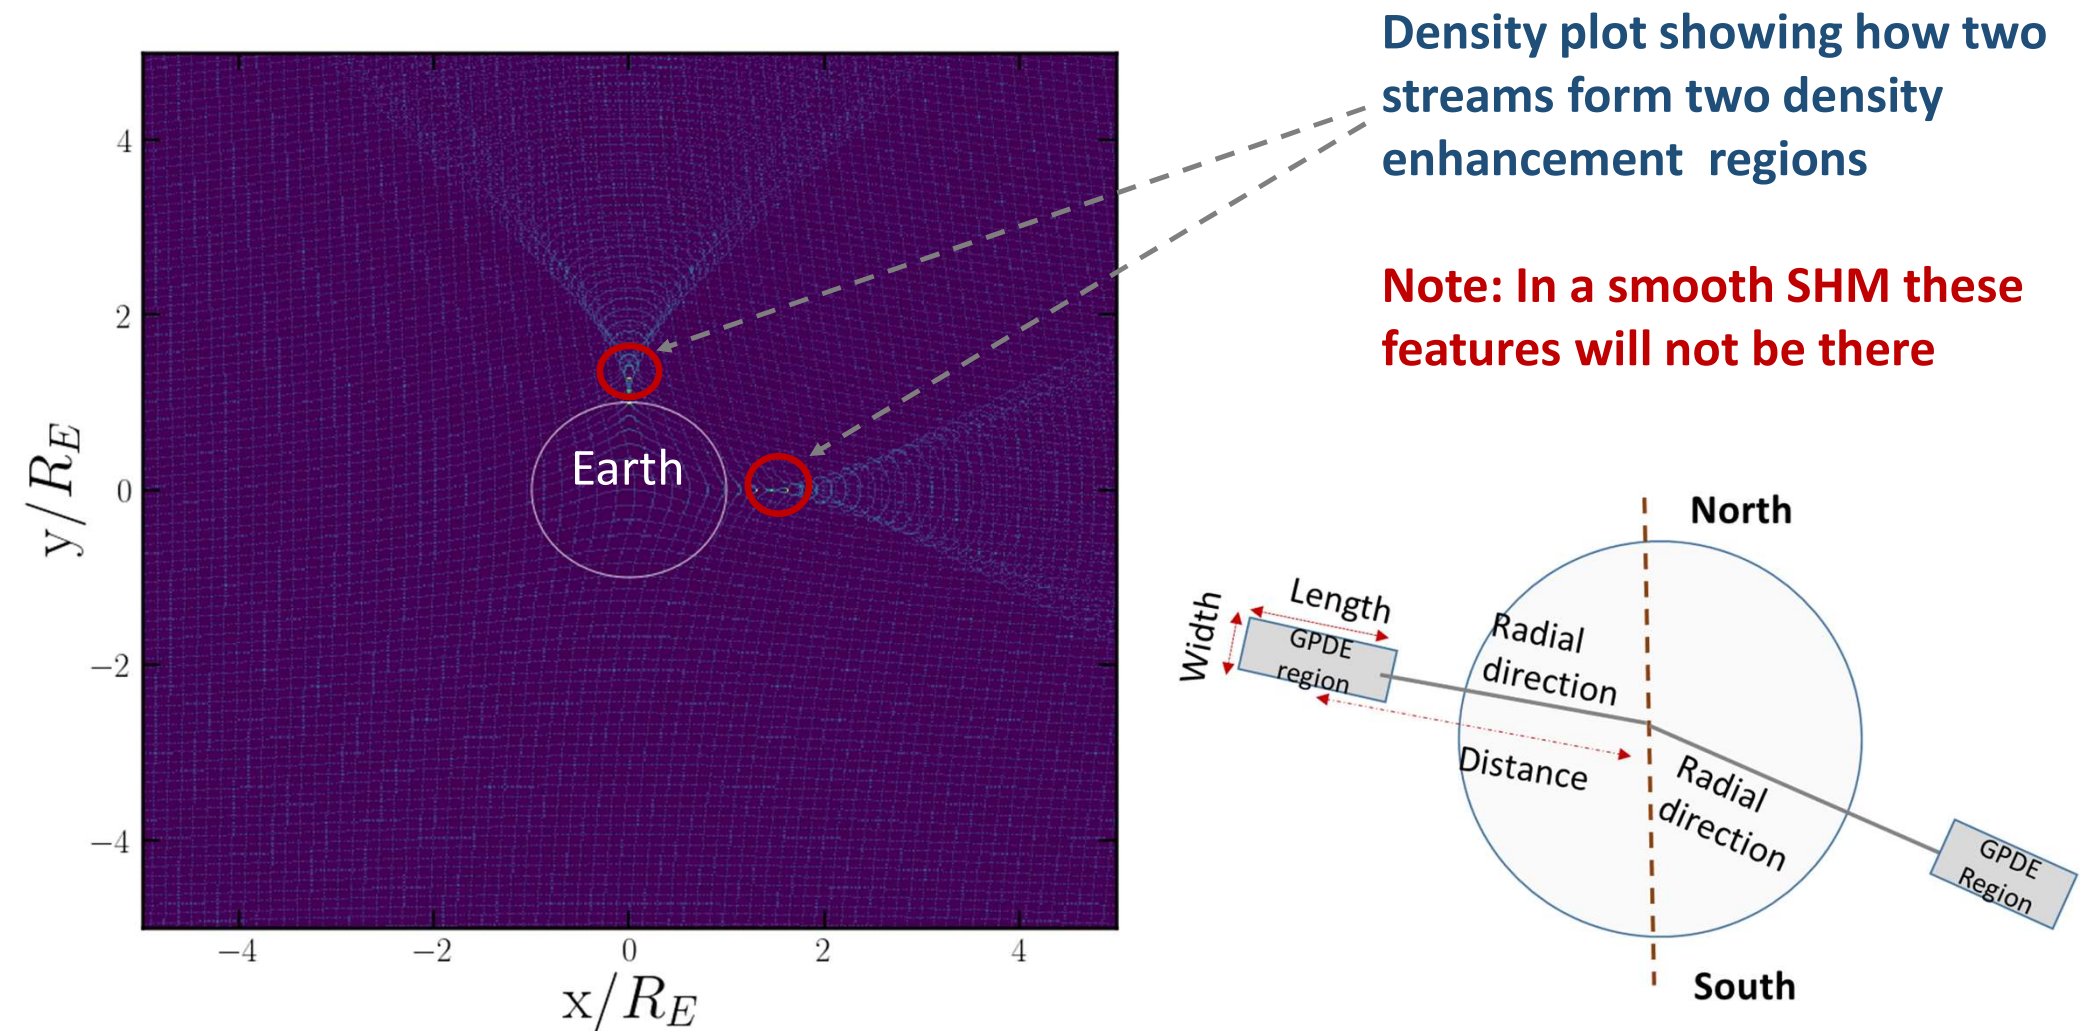 Density plot showing how two
streams form two density
enhancement regions
Note: In a smooth SHM these
features will not be there
4
2
0
−2
−4
y/R_E
Earth
−4
−2
0
2
4
x/R_E
North
Length
Width
GPDE
region
Radial
direction
Distance
Radial
direction
GPDE
Region
South